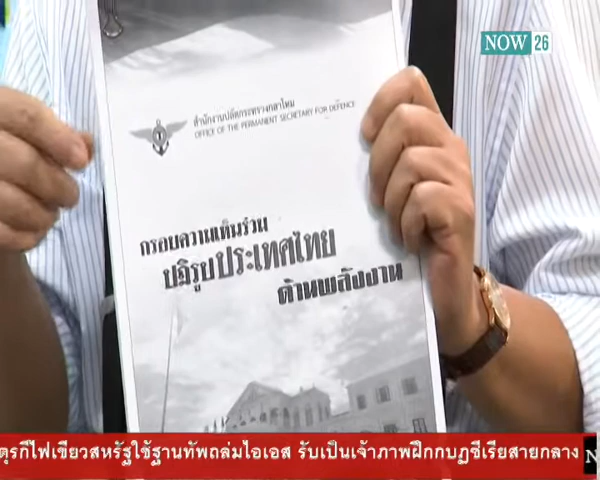 NOW 26
สำนักงานปลัดกระทรวงกลาโหม
OFFICE OF THE PERMANENT SECRETARY FOR DEFENCE
กรอบความเห็นร่วม
ปฏิรูปประเทศไทย
ด้านพลังงาน
ตุรกีไฟเขียวสหรัฐใช้ฐานทัพถล่มไอเอส รับเป็นเจ้าภาพฝึกกบฏซีเรียสายกลาง